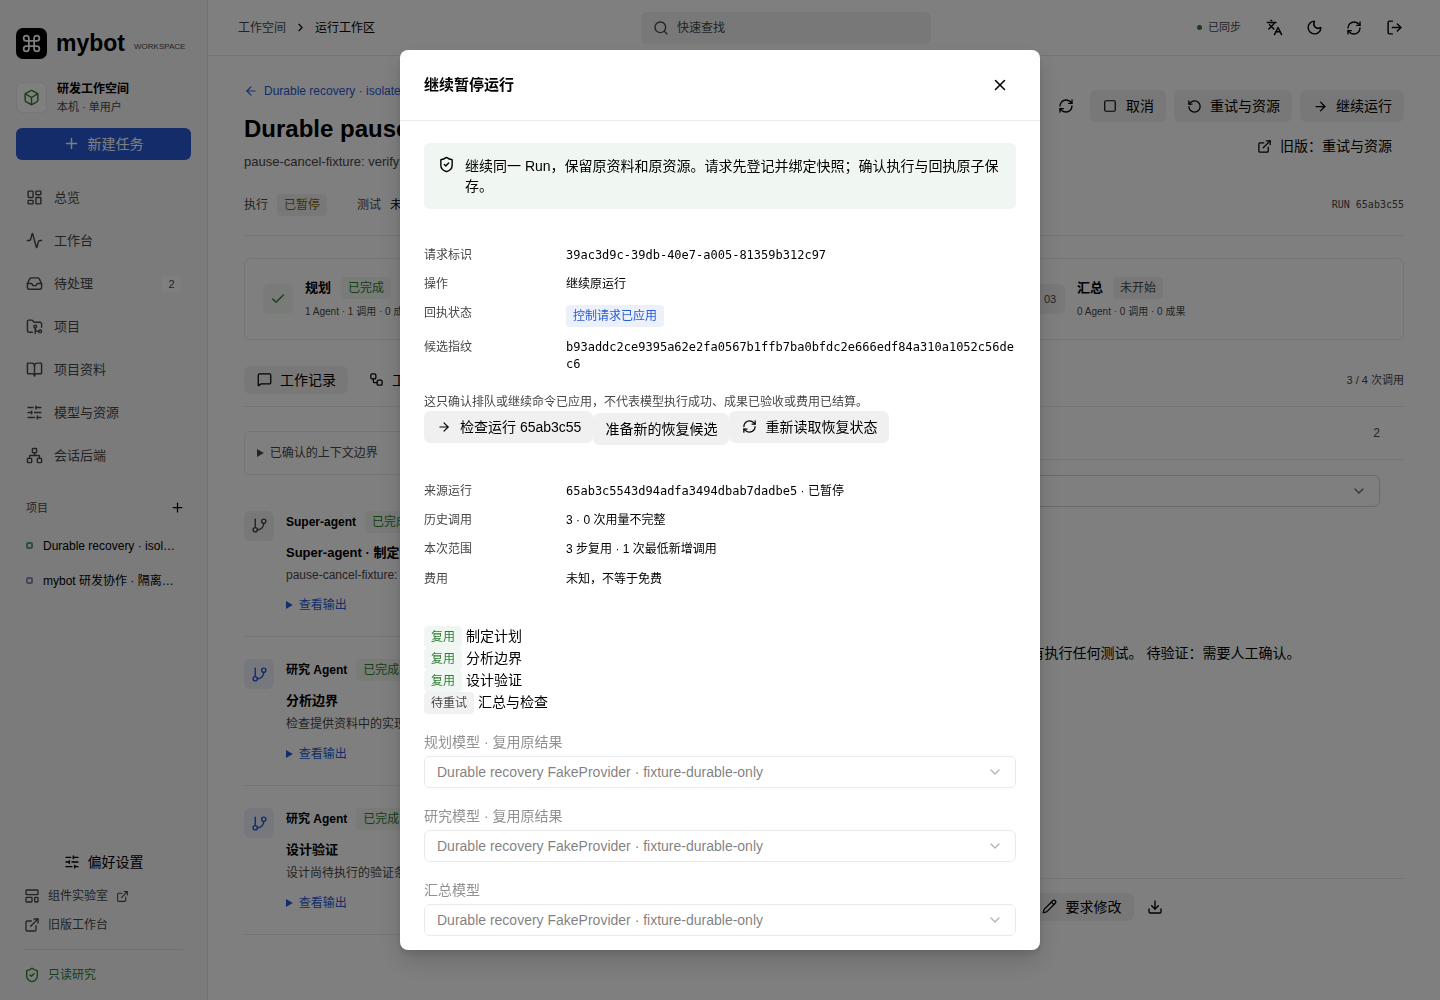 mybot WORKSPACE
研发工作空间
本机 · 单用户
新建任务
总览
工作台
待处理 2
项目
项目资料
模型与资源
会话后端
项目
Durable recovery · isol…
mybot 研发协作 · 隔离…
偏好设置
组件实验室
旧版工作台
只读研究
工作空间 运行工作区
快速查找
已同步
Durable recovery · isolate
Durable paus
pause-cancel-fixture: verify
取消
重试与资源
继续运行
旧版：重试与资源
执行 已暂停 测试
RUN 65ab3c55
规划 已完成
1 Agent · 1 调用 · 0
03 汇总 未开始
0 Agent · 0 调用 · 0 成果
工作记录
3 / 4 次调用
已确认的上下文边界
2
Super-agent
Super-agent · 制定
pause-cancel-fixture:
查看输出
研究 Agent
分析边界
检查提供资料中的实
查看输出
研究 Agent
设计验证
设计尚待执行的验证
查看输出
执行任何测试。 待验证：需要人工确认。
要求修改
继续暂停运行
继续同一 Run，保留原资料和原资源。请求先登记并绑定快照；确认执行与回执原子保
存。
请求标识 39ac3d9c-39db-40e7-a005-81359b312c97
操作 继续原运行
回执状态 控制请求已应用
候选指纹 b93addc2ce9395a62e2fa0567b1ffb7ba0bfdc2e666edf84a310a1052c56de
c6
这只确认排队或继续命令已应用，不代表模型执行成功、成果已验收或费用已结算。
检查运行 65ab3c55 准备新的恢复候选 重新读取恢复状态
来源运行 65ab3c5543d94adfa3494dbab7dadbe5 · 已暂停
历史调用 3 · 0 次用量不完整
本次范围 3 步复用 · 1 次最低新增调用
费用 未知，不等于免费
复用 制定计划
复用 分析边界
复用 设计验证
待重试 汇总与检查
规划模型 · 复用原结果
Durable recovery FakeProvider · fixture-durable-only
研究模型 · 复用原结果
Durable recovery FakeProvider · fixture-durable-only
汇总模型
Durable recovery FakeProvider · fixture-durable-only